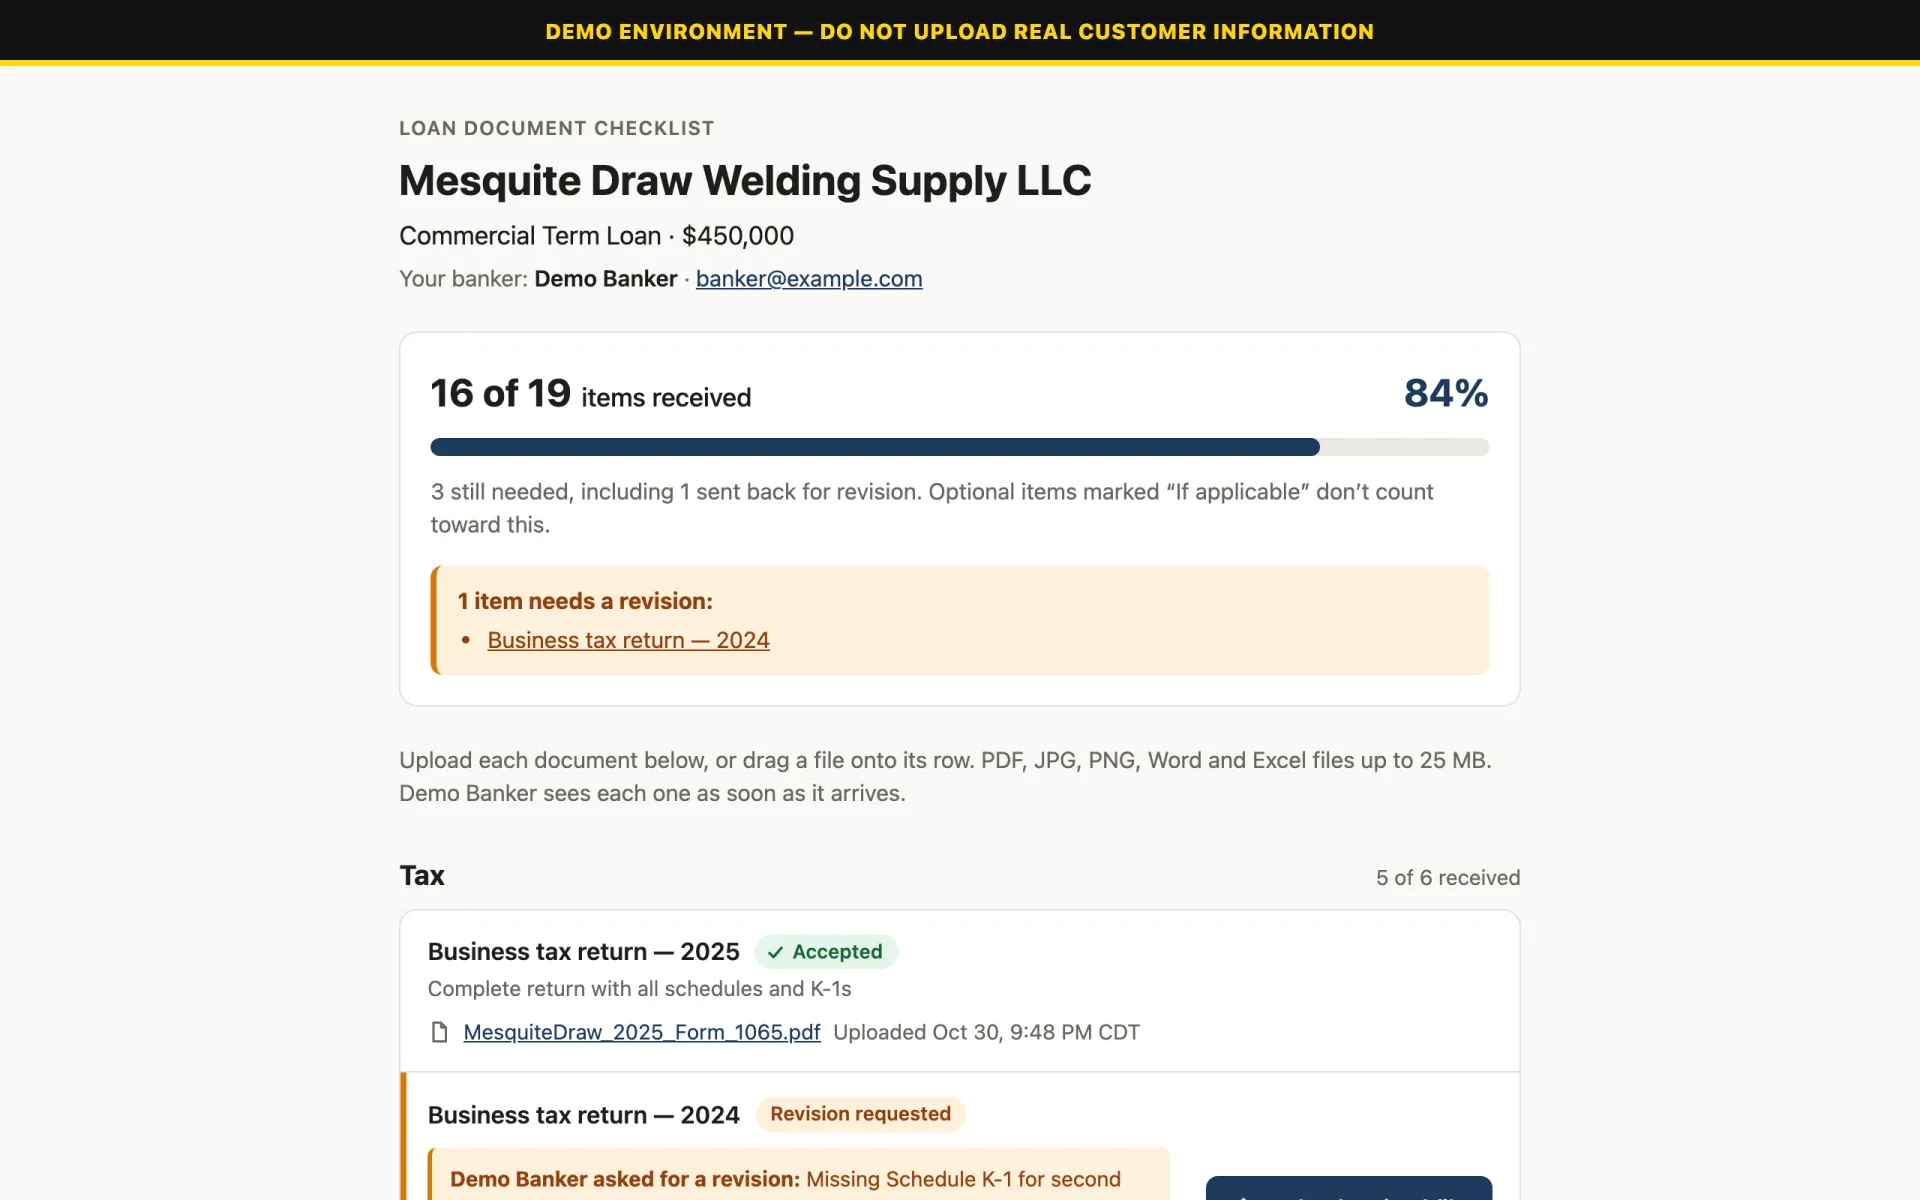 DEMO ENVIRONMENT — DO NOT UPLOAD REAL CUSTOMER INFORMATION
LOAN DOCUMENT CHECKLIST
Mesquite Draw Welding Supply LLC
Commercial Term Loan · $450,000
Your banker: Demo Banker · banker@example.com
16 of 19 items received
84%
3 still needed, including 1 sent back for revision. Optional items marked “If applicable” don’t count
toward this.
1 item needs a revision:
• Business tax return — 2024
Upload each document below, or drag a file onto its row. PDF, JPG, PNG, Word and Excel files up to 25 MB.
Demo Banker sees each one as soon as it arrives.
Tax
5 of 6 received
Business tax return — 2025 ✓ Accepted
Complete return with all schedules and K-1s
MesquiteDraw_2025_Form_1065.pdf Uploaded Oct 30, 9:48 PM CDT
Business tax return — 2024 Revision requested
Demo Banker asked for a revision: Missing Schedule K-1 for second